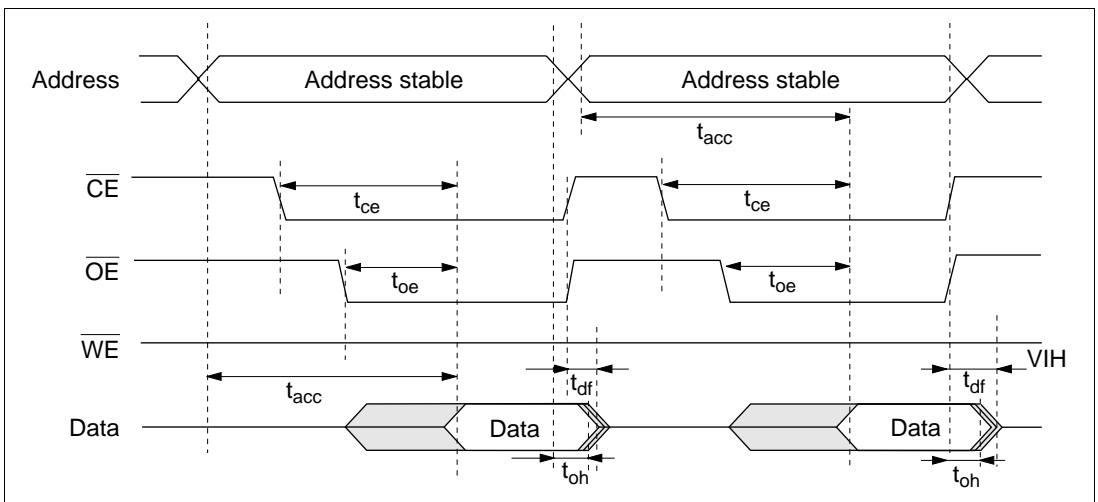 Address
Address stable
Address stable
tacc
CE
tce
tce
OE
toe
toe
WE
VIH
tacc
tdf
tdf
Data
Data
Data
toh
toh